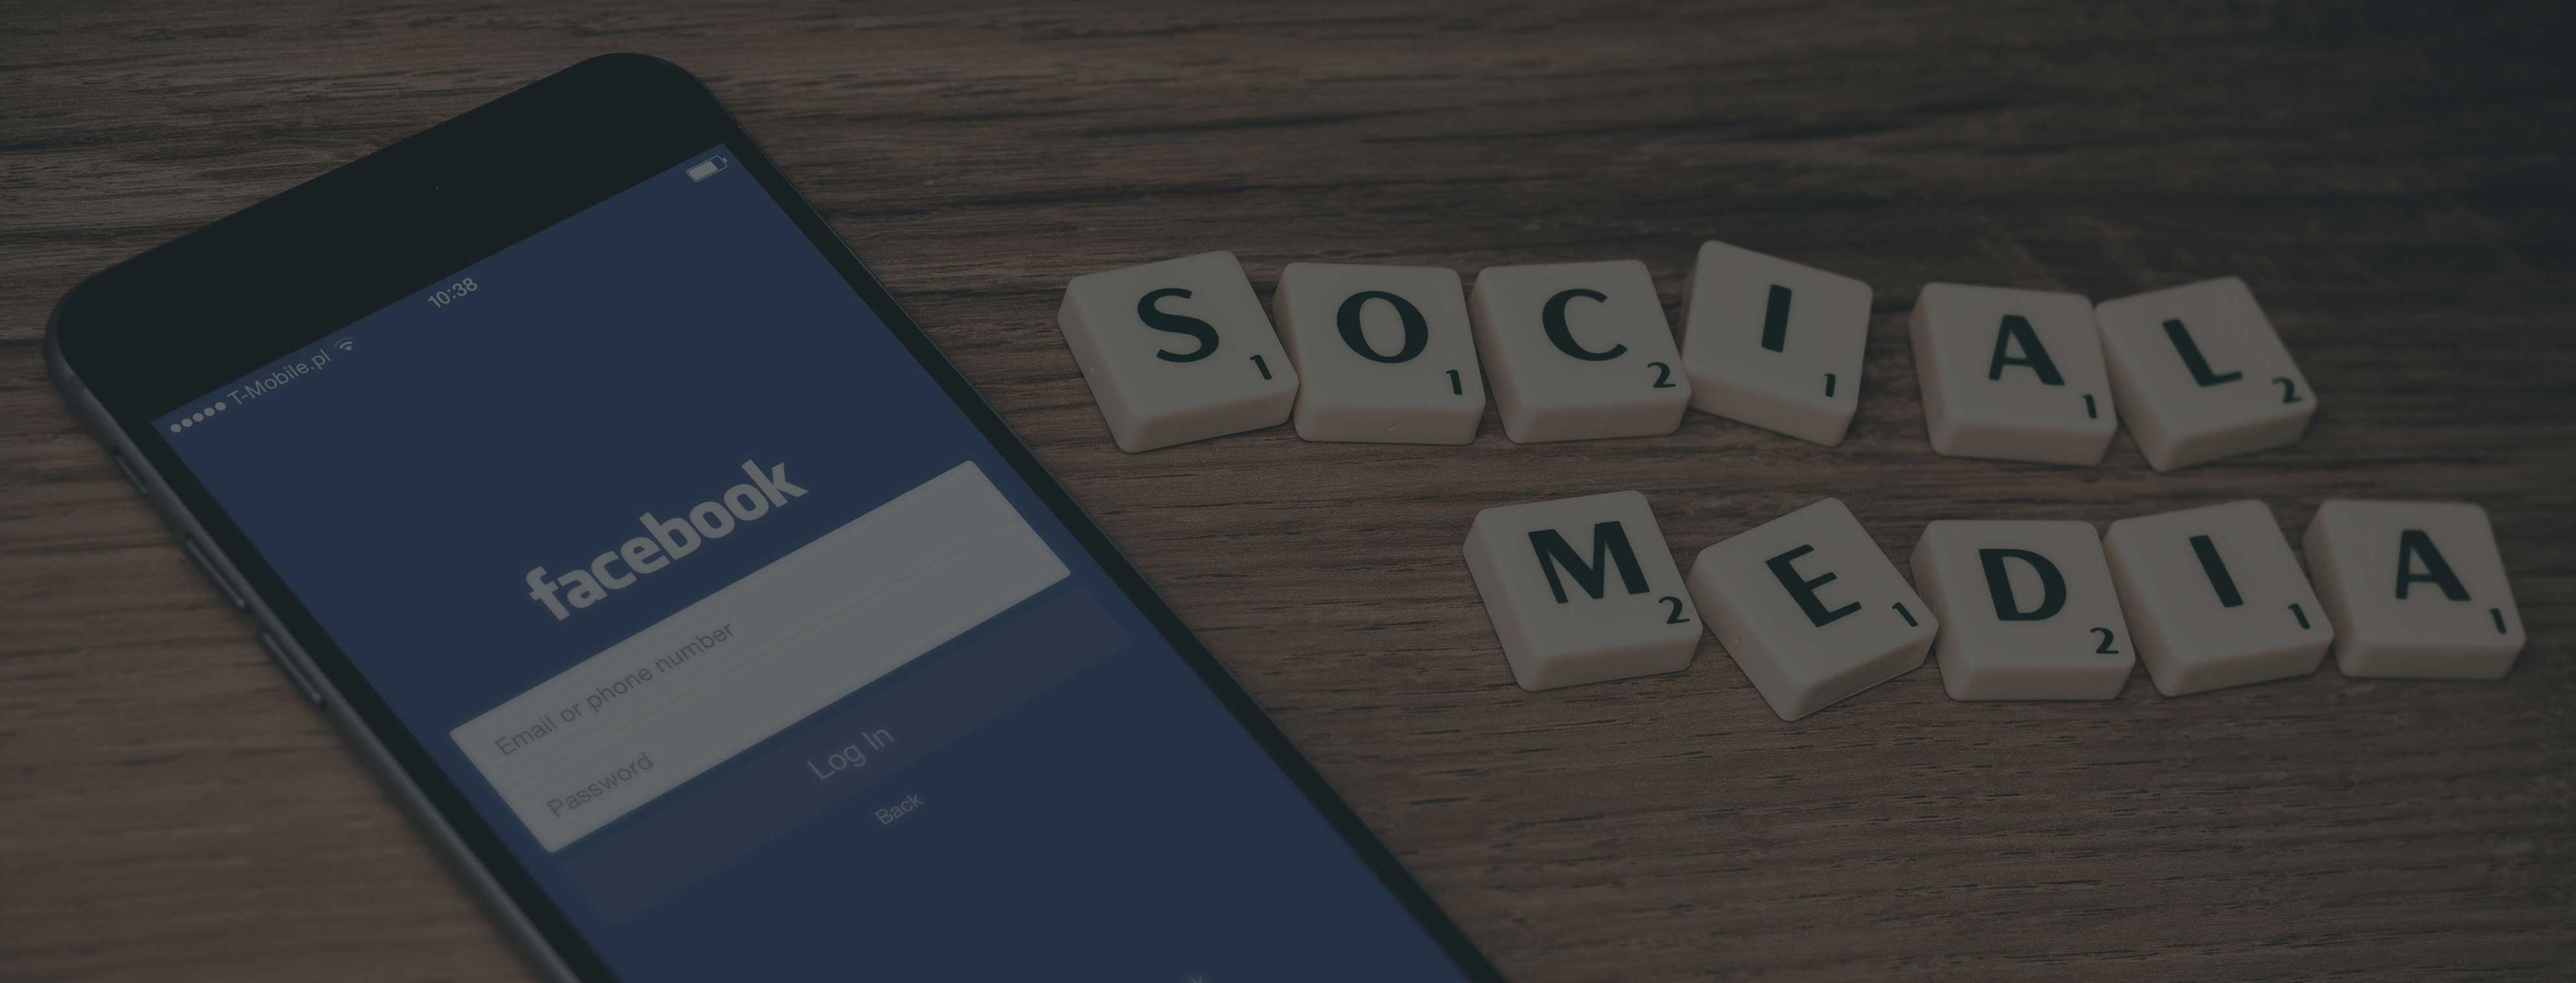 T-Mobile.pl 10:38
facebook
Email or phone number
Password
Log In
Back
S1 O1 C2 I1 A1 L2
M2 E1 D2 I1 A1